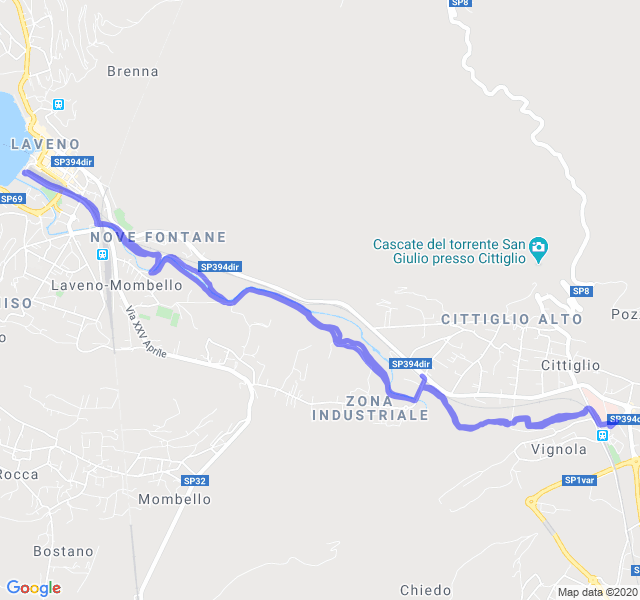 SP8
Brenna
LAVENO
SP394dir
SP69
NOVE FONTANE
SP394dir
Cascate del torrente San
Giulio presso Cittiglio
Laveno-Mombello
SP8
NISO
Via XXV Aprile
CITTIGLIO ALTO
Pozz
SP394dir
Cittiglio
ZONA
INDUSTRIALE
SP394d
Vignola
Rocca
SP32
SP1var
Mombello
Bostano
S
Chiedo
Google
Map data ©2020